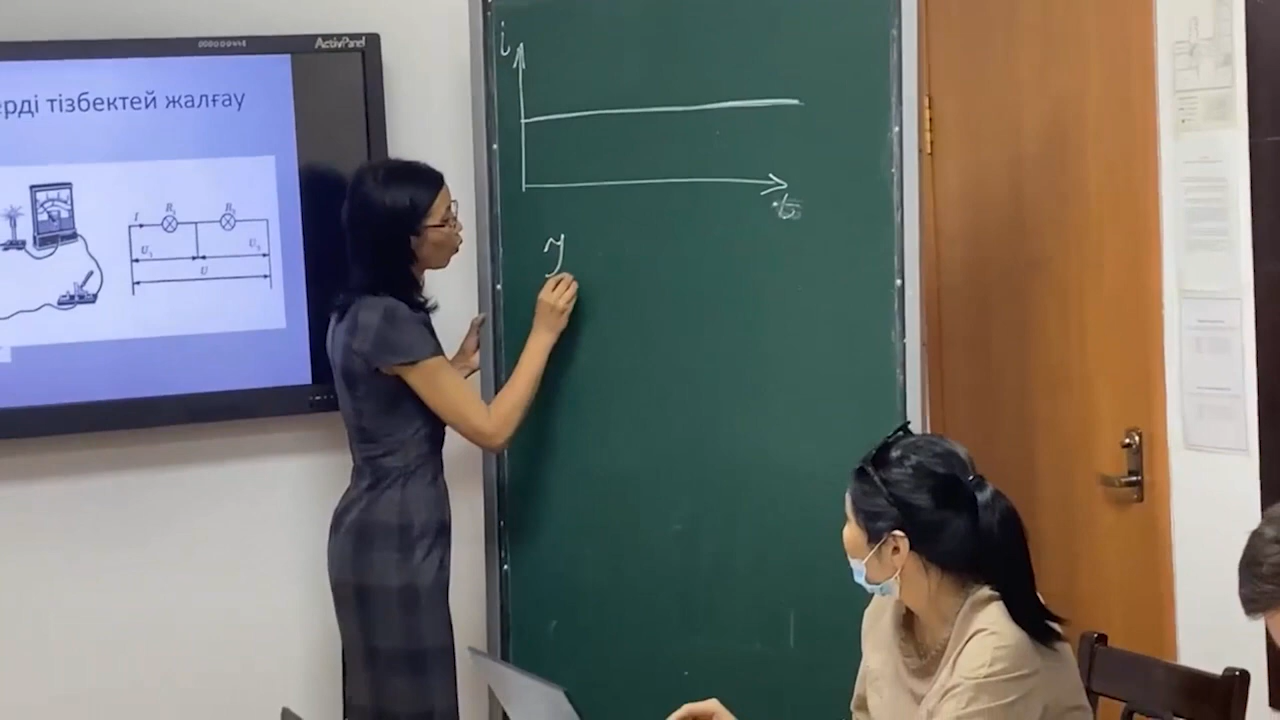 ActivPanel
ерді тізбектей жалғау
I
R₁
R₂
U₁
U₂
U
i
t
У